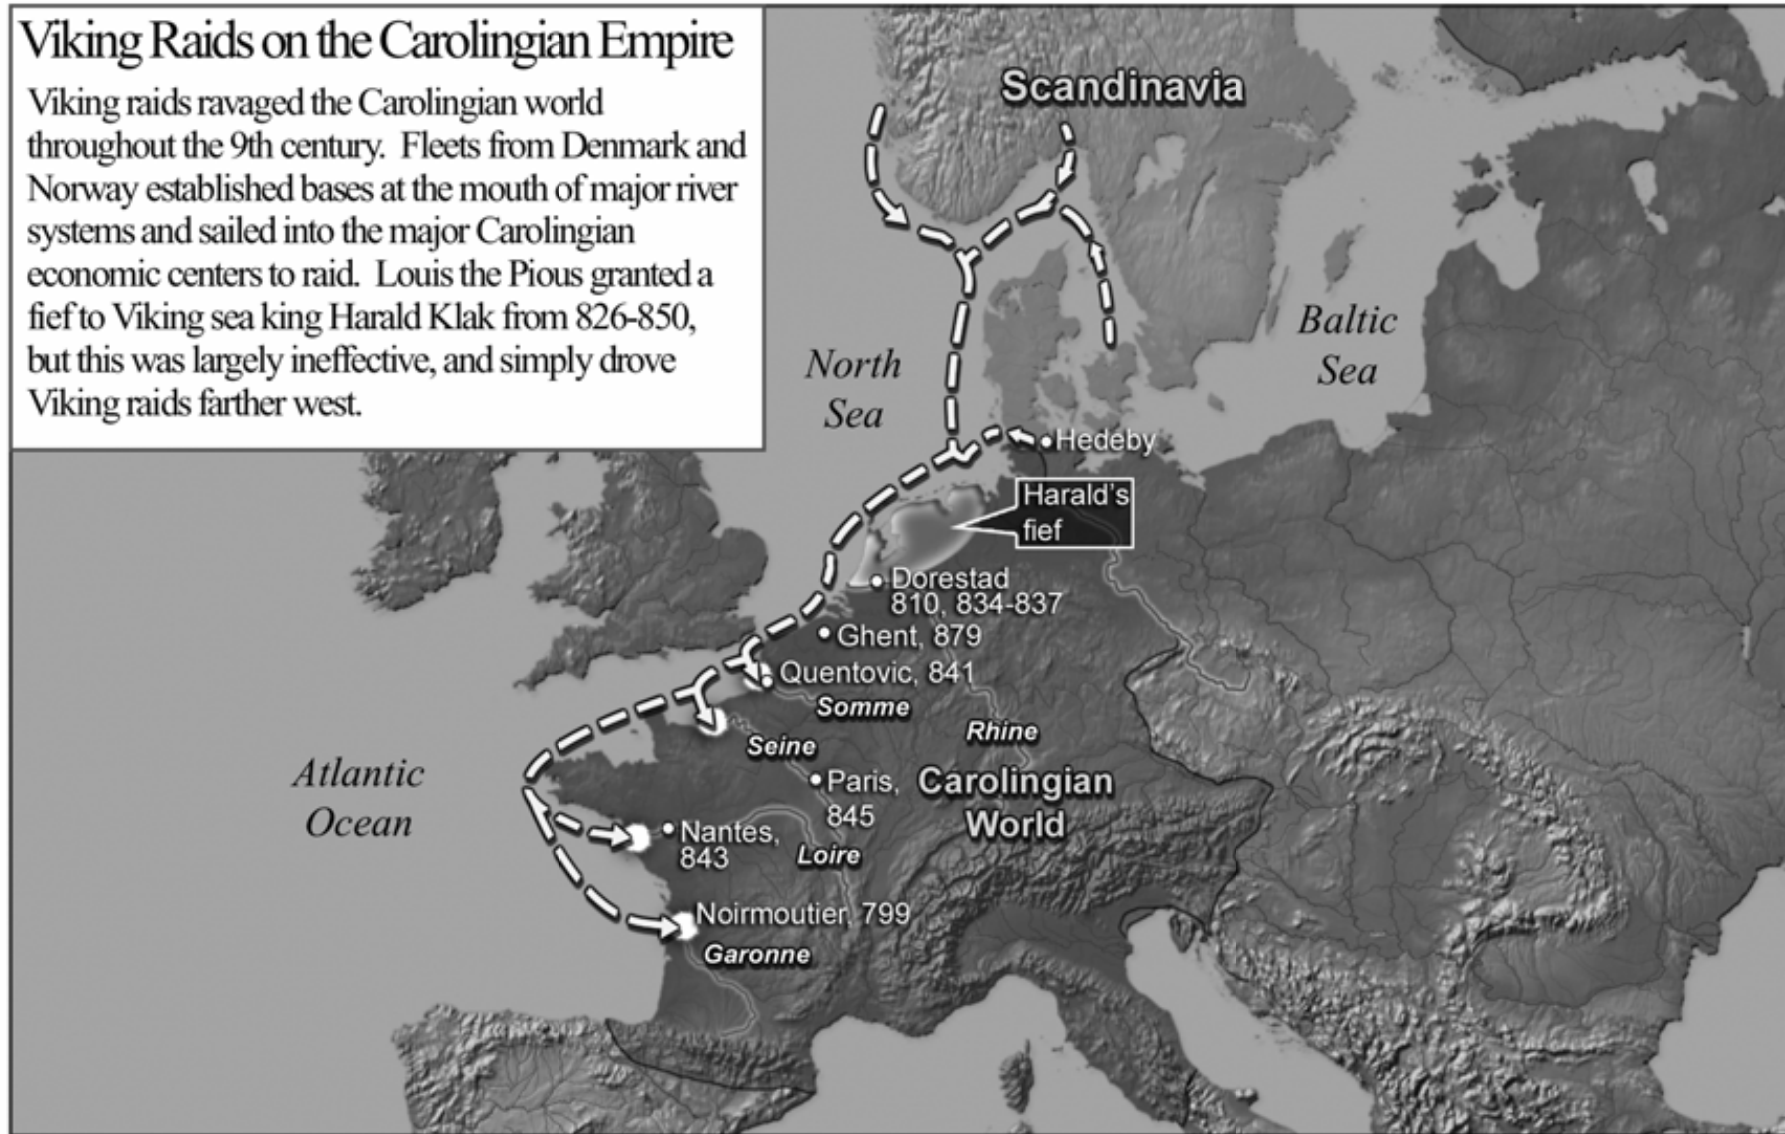 Viking Raids on the Carolingian Empire
Viking raids ravaged the Carolingian world
throughout the 9th century. Fleets from Denmark and
Norway established bases at the mouth of major river
systems and sailed into the major Carolingian
economic centers to raid. Louis the Pious granted a
fief to Viking sea king Harald Klak from 826-850,
but this was largely ineffective, and simply drove
Viking raids farther west.
Scandinavia
Baltic
Sea
North
Sea
Hedeby
Harald's
fief
Dorestad
810, 834-837
Ghent, 879
Quentovic, 841
Somme
Seine
Rhine
Atlantic
Ocean
Paris,
845
Carolingian
World
Nantes,
843
Loire
Noirmoutier, 799
Garonne